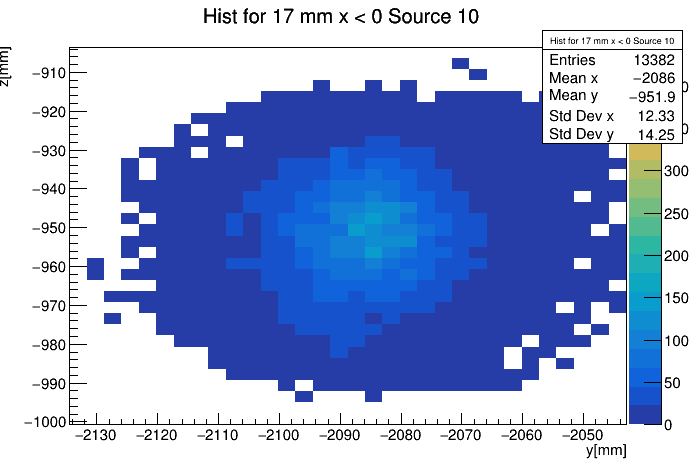 Hist for 17 mm x < 0 Source 10
z[mm]
Hist for 17 mm x < 0 Source 10
Entries 13382
Mean x −2086
Mean y −951.9
Std Dev x 12.33
Std Dev y 14.25
−910
−920
−930
−940
−950
−960
−970
−980
−990
−1000
300
250
200
150
100
50
0
−2130 −2120 −2110 −2100 −2090 −2080 −2070 −2060 −2050
y[mm]